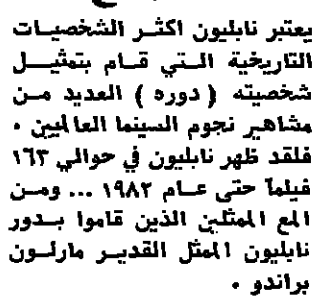 يعتبر نابليون اكثر الشخصيات
التاريخية التي قام بتمثيل
شخصيته ( دوره ) العديد من
مشاهير نجوم السينما العالميين .
فلقد ظهر نابليون في حوالي ١٦٣
فيلماً حتى عام ١٩٨٢ ... ومن
المع الممثلين الذين قاموا بدور
نابليون الممثل القدير مارلون
براندو .